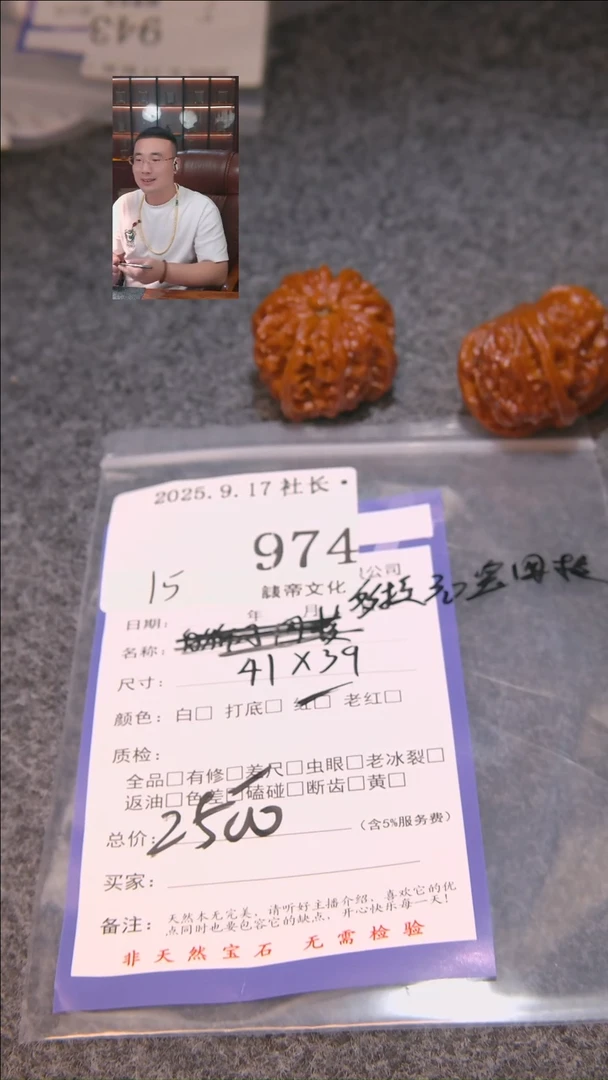 943
2025.9.17 社长·
974
15
公司
帝文化
日期： 年 月
名称：
尺寸： 41×39
颜色：白□ 打底□ 红□ 老红□
质检：
全品□有修□差尺□虫眼□老冰裂□
返油□色差□磕碰□断齿□黄□
总价：2500 （含5%服务费）
买家：
备注：天然本无完美、请听好主播介绍、喜欢它的优
点同时也要包容它的缺点，开心快乐每一天！
非天然宝石 无需检验